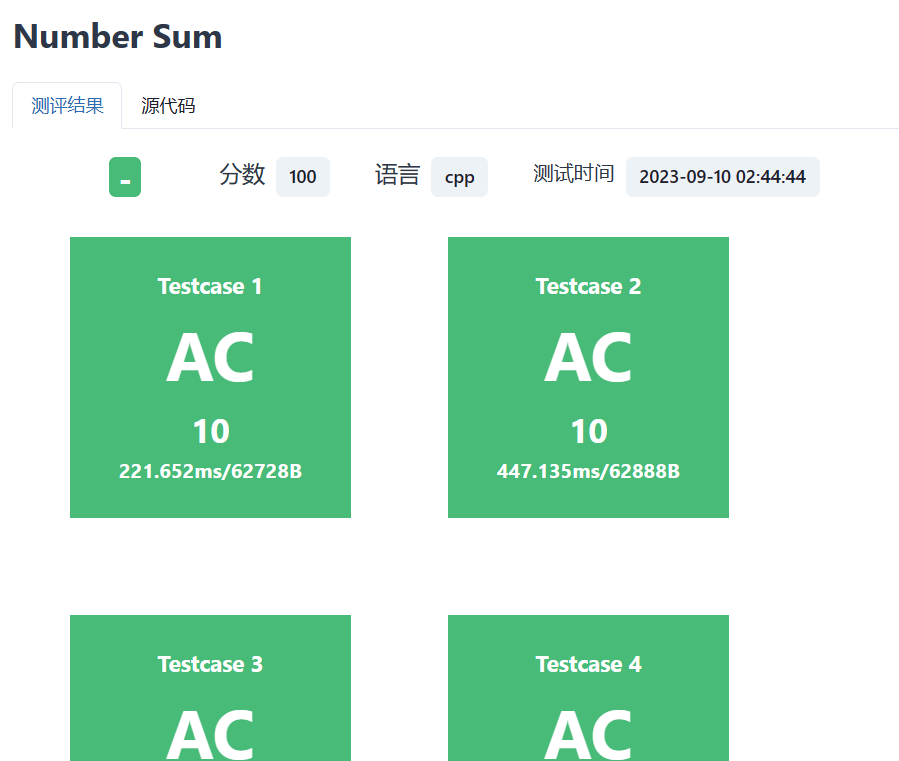 Number Sum
测评结果 源代码
- 分数 100 语言 cpp 测试时间 2023-09-10 02:44:44
Testcase 1 Testcase 2
AC AC
10 10
221.652ms/62728B 447.135ms/62888B
Testcase 3 Testcase 4
AC AC